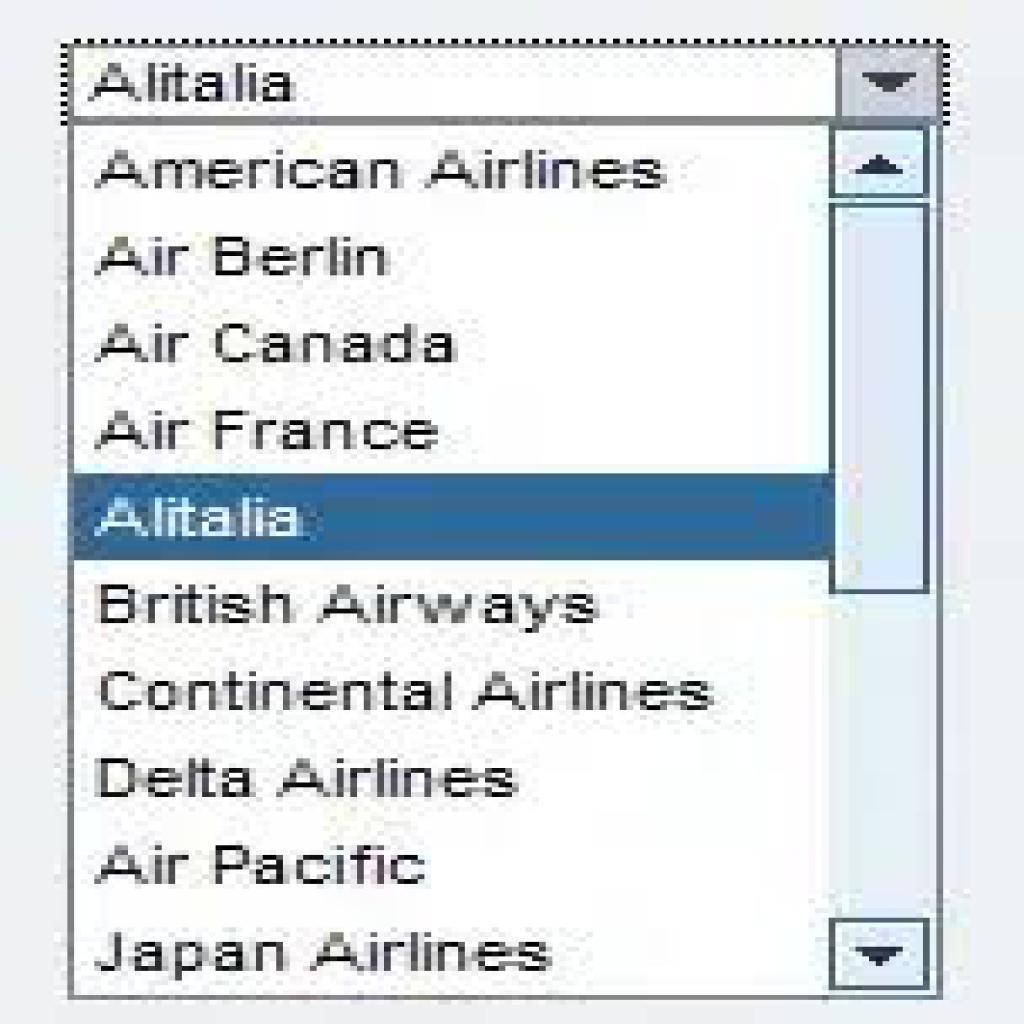 Alitalia
American Airlines
Air Berlin
Air Canada
Air France
Alitalia
British Airways
Continental Airlines
Delta Airlines
Air Pacific
Japan Airlines